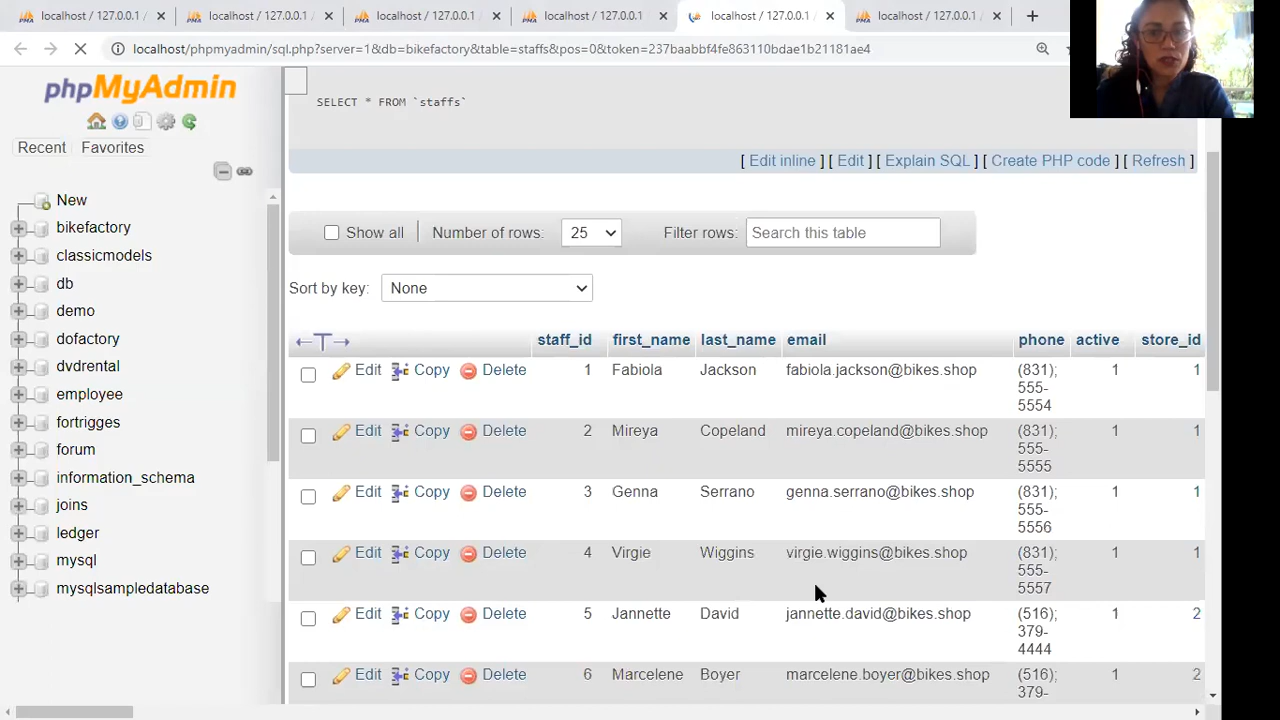 localhost / 127.0.0.1 / localhost / 127.0.0.1 / localhost / 127.0.0.1 / localhost / 127.0.0.1 localhost / 127.0.0.1 / localhost / 127.0.0.1 /
localhost/phpmyadmin/sql.php?server=1&db=bikefactory&table=staffs&pos=0&token=237baabbf4fe863110bdae1b21181ae4
phpMyAdmin
Recent Favorites
New
bikefactory
classicmodels
db
demo
dofactory
dvdrental
employee
fortrigges
forum
information_schema
joins
ledger
mysql
mysqlsampledatabase
SELECT * FROM `staffs`
[ Edit inline ] [ Edit ] [ Explain SQL ] [ Create PHP code ] [ Refresh ]
Show all Number of rows: 25 Filter rows: Search this table
Sort by key: None
staff_id first_name last_name email phone active store_id
Edit Copy Delete 1 Fabiola Jackson fabiola.jackson@bikes.shop (831); 1 1
555-
5554
Edit Copy Delete 2 Mireya Copeland mireya.copeland@bikes.shop (831); 1 1
555-
5555
Edit Copy Delete 3 Genna Serrano genna.serrano@bikes.shop (831); 1 1
555-
5556
Edit Copy Delete 4 Virgie Wiggins virgie.wiggins@bikes.shop (831); 1 1
555-
5557
Edit Copy Delete 5 Jannette David jannette.david@bikes.shop (516); 1 2
379-
4444
Edit Copy Delete 6 Marcelene Boyer marcelene.boyer@bikes.shop (516); 1 2
379-